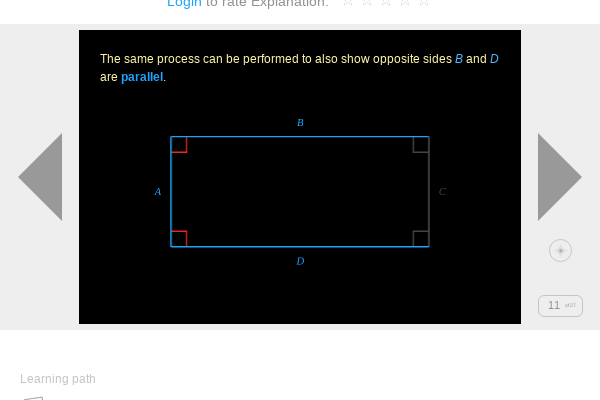 Login to rate Explanation.
The same process can be performed to also show opposite sides B and D
are parallel.
B
A
C
D
11 of 27
Learning path